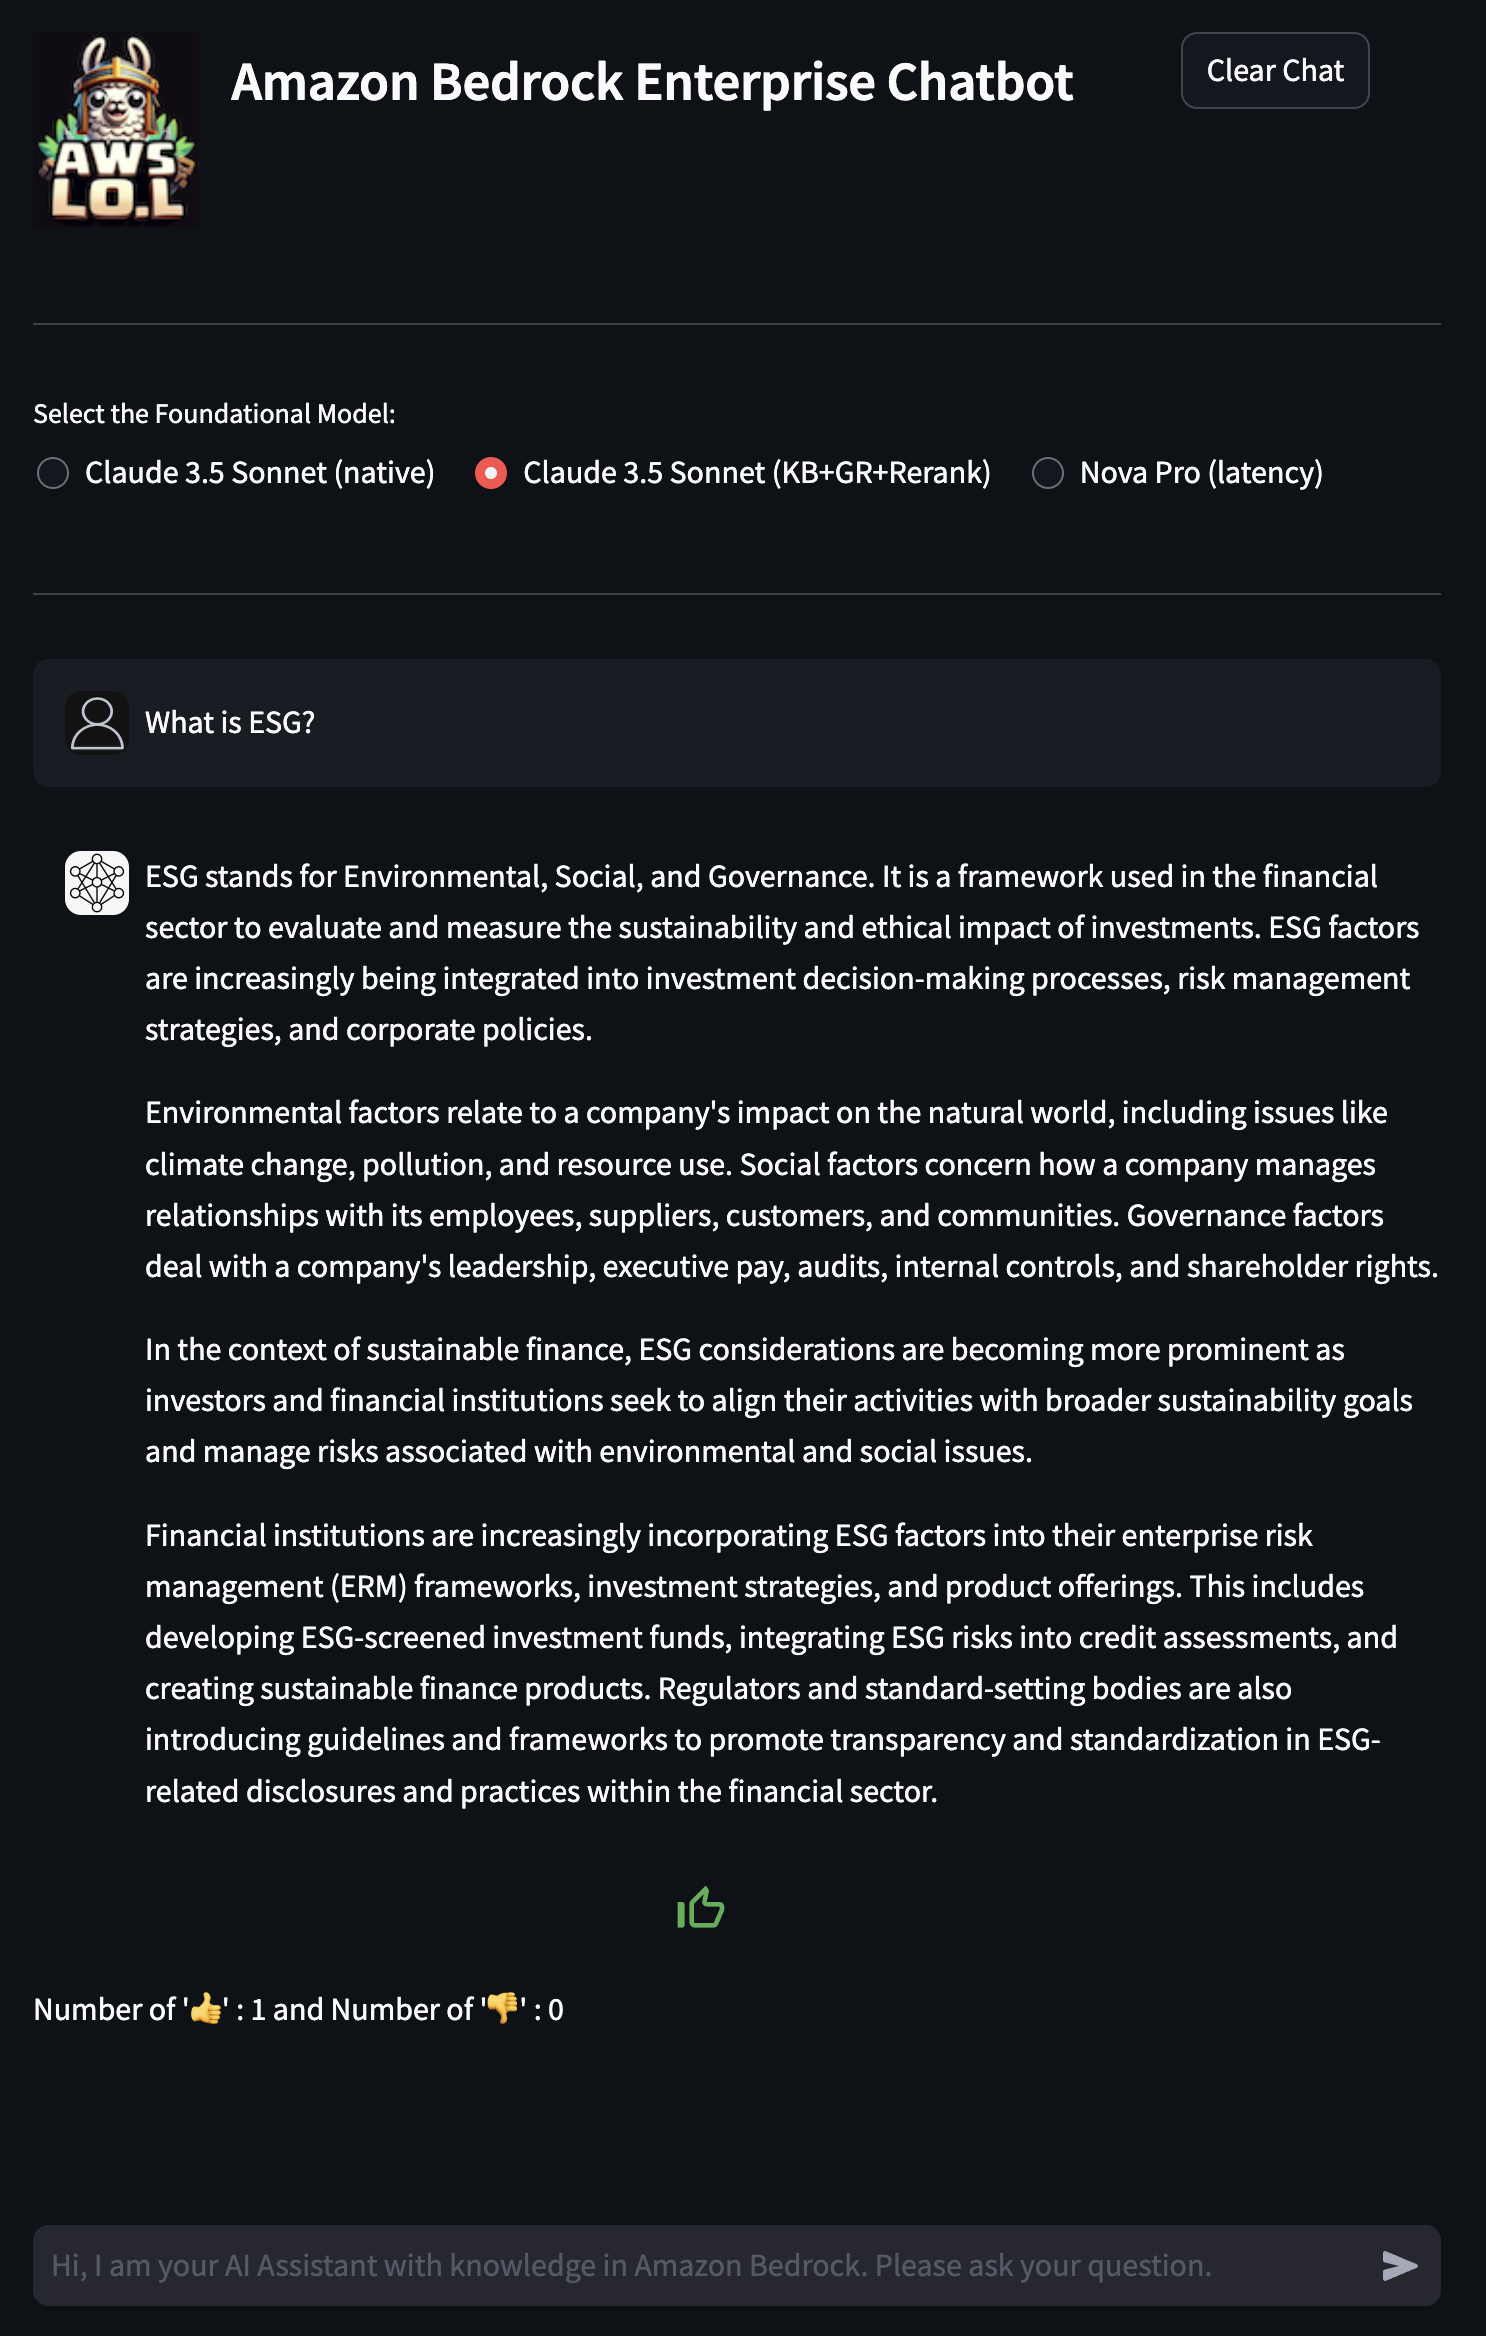 AWS
LO.L
Amazon Bedrock Enterprise Chatbot
Clear Chat
Select the Foundational Model:
Claude 3.5 Sonnet (native)
Claude 3.5 Sonnet (KB+GR+Rerank)
Nova Pro (latency)
What is ESG?
ESG stands for Environmental, Social, and Governance. It is a framework used in the financial
sector to evaluate and measure the sustainability and ethical impact of investments. ESG factors
are increasingly being integrated into investment decision-making processes, risk management
strategies, and corporate policies.
Environmental factors relate to a company's impact on the natural world, including issues like
climate change, pollution, and resource use. Social factors concern how a company manages
relationships with its employees, suppliers, customers, and communities. Governance factors
deal with a company's leadership, executive pay, audits, internal controls, and shareholder rights.
In the context of sustainable finance, ESG considerations are becoming more prominent as
investors and financial institutions seek to align their activities with broader sustainability goals
and manage risks associated with environmental and social issues.
Financial institutions are increasingly incorporating ESG factors into their enterprise risk
management (ERM) frameworks, investment strategies, and product offerings. This includes
developing ESG-screened investment funds, integrating ESG risks into credit assessments, and
creating sustainable finance products. Regulators and standard-setting bodies are also
introducing guidelines and frameworks to promote transparency and standardization in ESG-
related disclosures and practices within the financial sector.
Number of '👍' : 1 and Number of '👎' : 0
Hi, I am your AI Assistant with knowledge in Amazon Bedrock. Please ask your question.